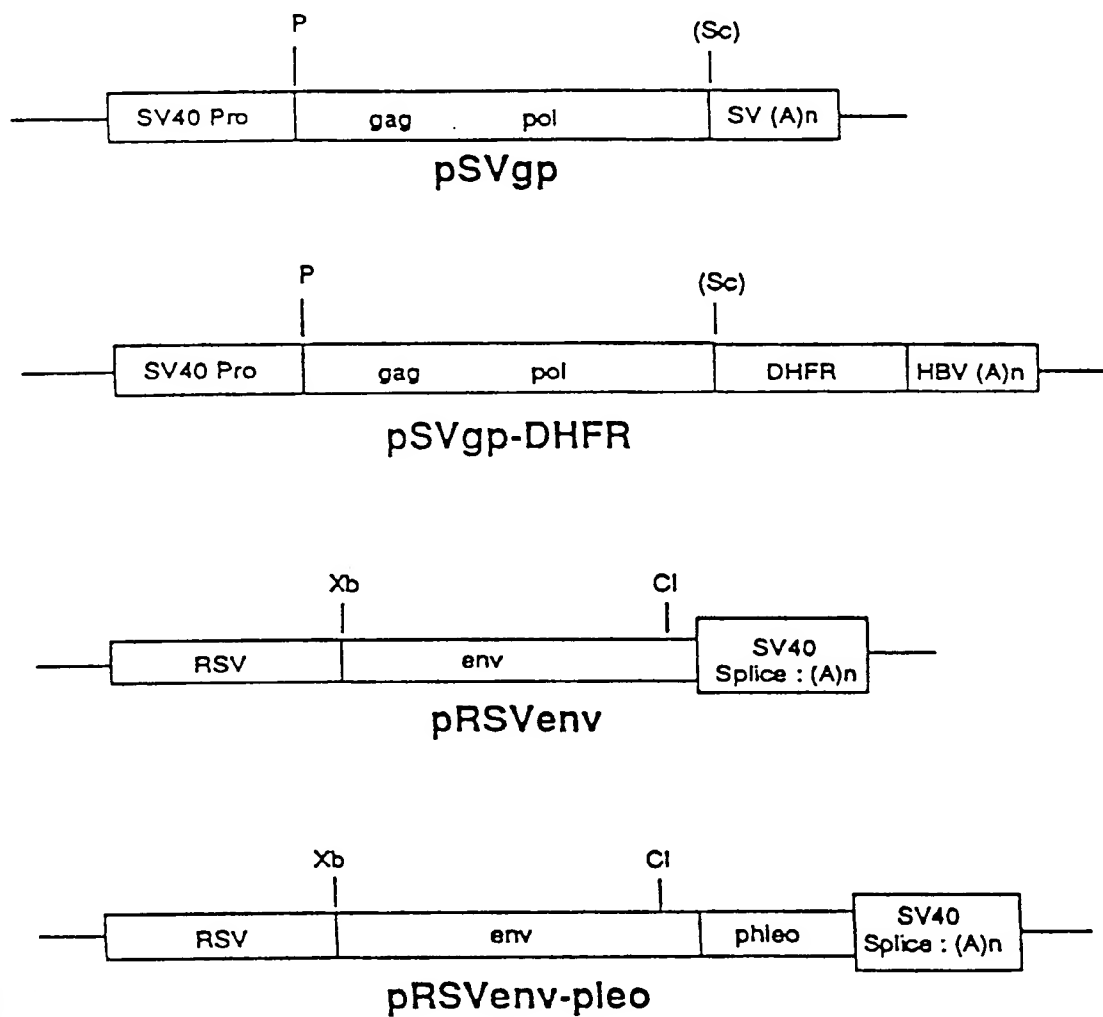 P (Sc)
SV40 Pro gag pol SV (A)n
pSVgp
P (Sc)
SV40 Pro gag pol DHFR HBV (A)n
pSVgp-DHFR
Xb Cl
RSV env SV40
Splice : (A)n
pRSVenv
Xb Cl
RSV env phleo SV40
Splice : (A)n
pRSVenv-pleo